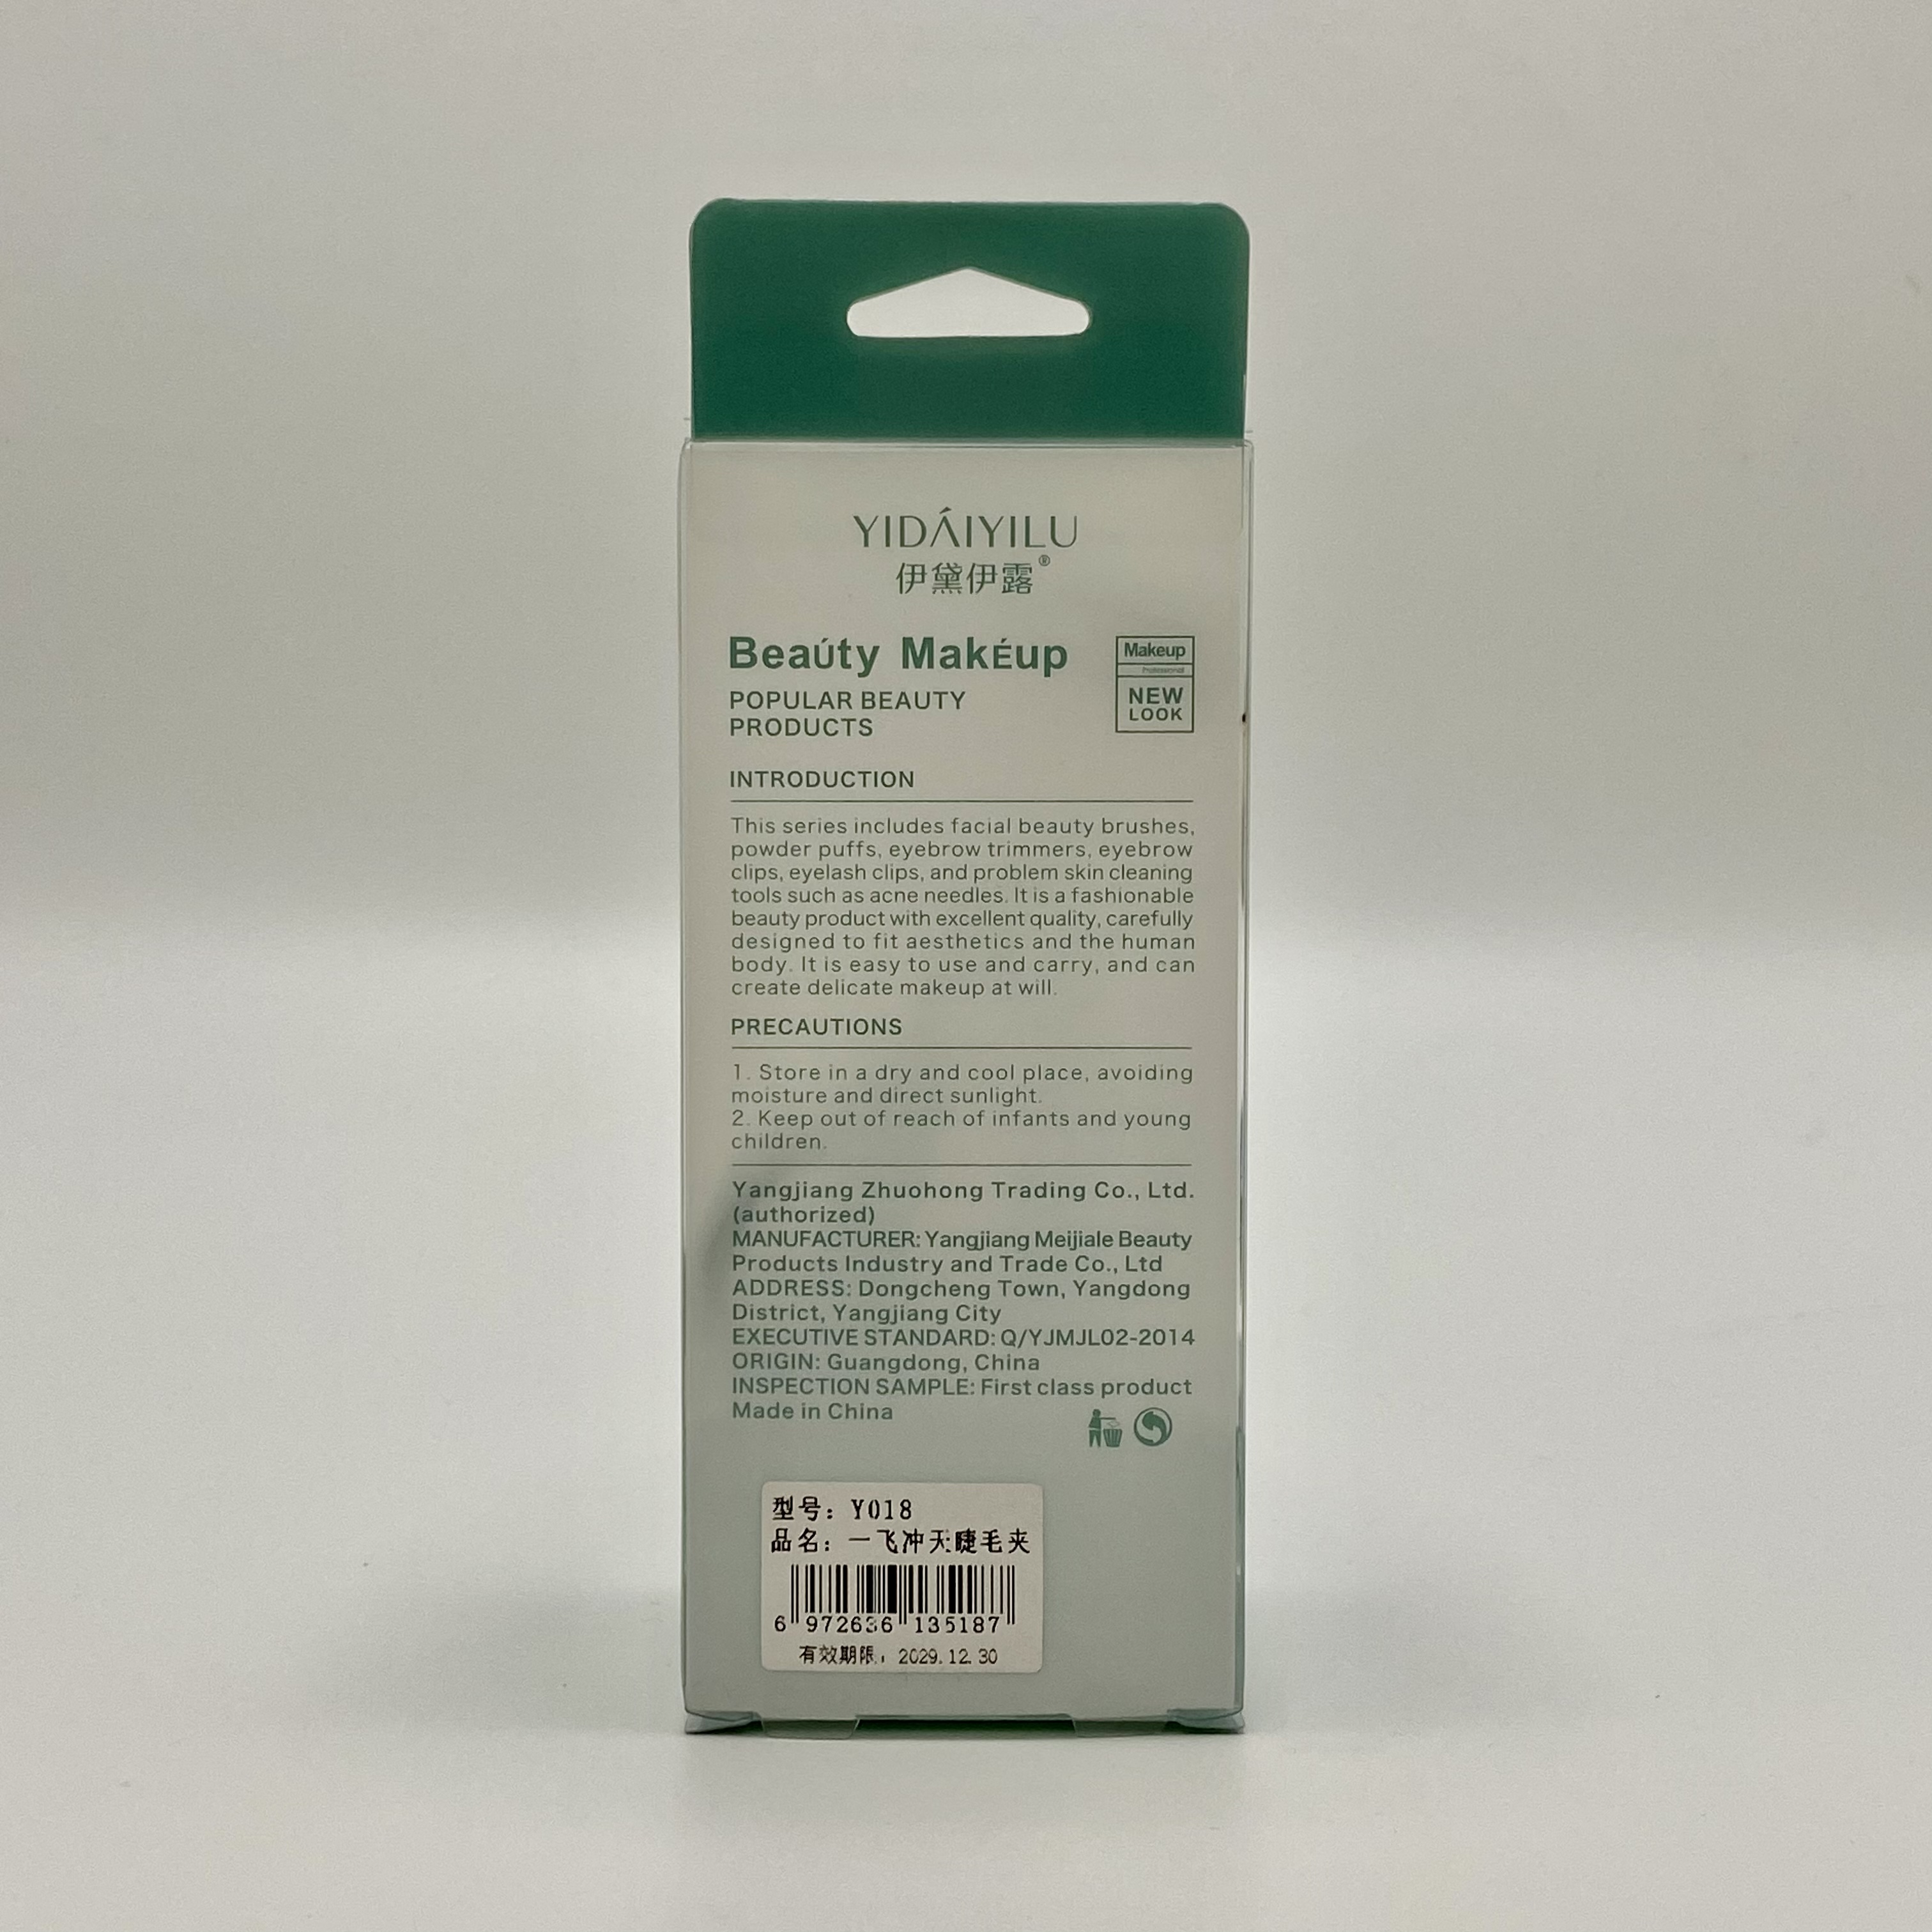 YIDÁIYILU
伊黛伊露®
Beaúty MakÉup
POPULAR BEAUTY
PRODUCTS
Makeup
Professional
NEW
LOOK
INTRODUCTION
This series includes facial beauty brushes,
powder puffs, eyebrow trimmers, eyebrow
clips, eyelash clips, and problem skin cleaning
tools such as acne needles. It is a fashionable
beauty product with excellent quality, carefully
designed to fit aesthetics and the human
body. It is easy to use and carry, and can
create delicate makeup at will.
PRECAUTIONS
1. Store in a dry and cool place, avoiding
moisture and direct sunlight.
2. Keep out of reach of infants and young
children.
Yangjiang Zhuohong Trading Co., Ltd.
(authorized)
MANUFACTURER: Yangjiang Meijiale Beauty
Products Industry and Trade Co., Ltd
ADDRESS: Dongcheng Town, Yangdong
District, Yangjiang City
EXECUTIVE STANDARD: Q/YJMJL02-2014
ORIGIN: Guangdong, China
INSPECTION SAMPLE: First class product
Made in China
型号: Y018
品名: 一飞冲天睫毛夹
6 972636 135187
有效期限: 2029.12.30